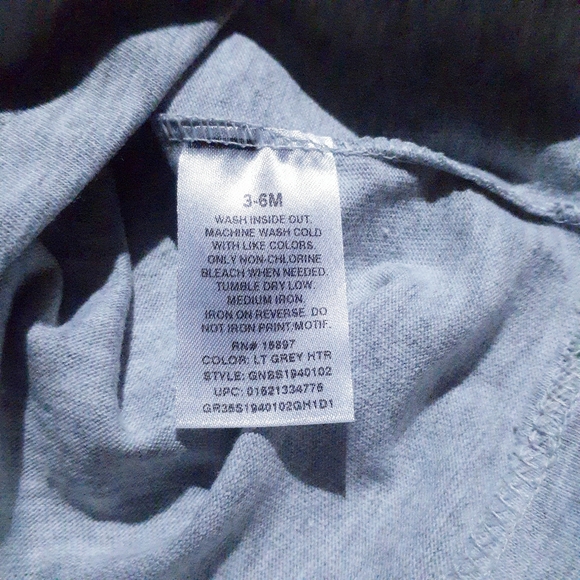 3-6M
WASH INSIDE OUT.
MACHINE WASH COLD
WITH LIKE COLORS.
ONLY NON-CHLORINE
BLEACH WHEN NEEDED.
TUMBLE DRY LOW.
MEDIUM IRON.
IRON ON REVERSE. DO
NOT IRON PRINT/MOTIF.
RN# 15897
COLOR: LT GREY HTR
STYLE: GNBS1940102
UPC: 01621334775
GR36S1940102GH1D1